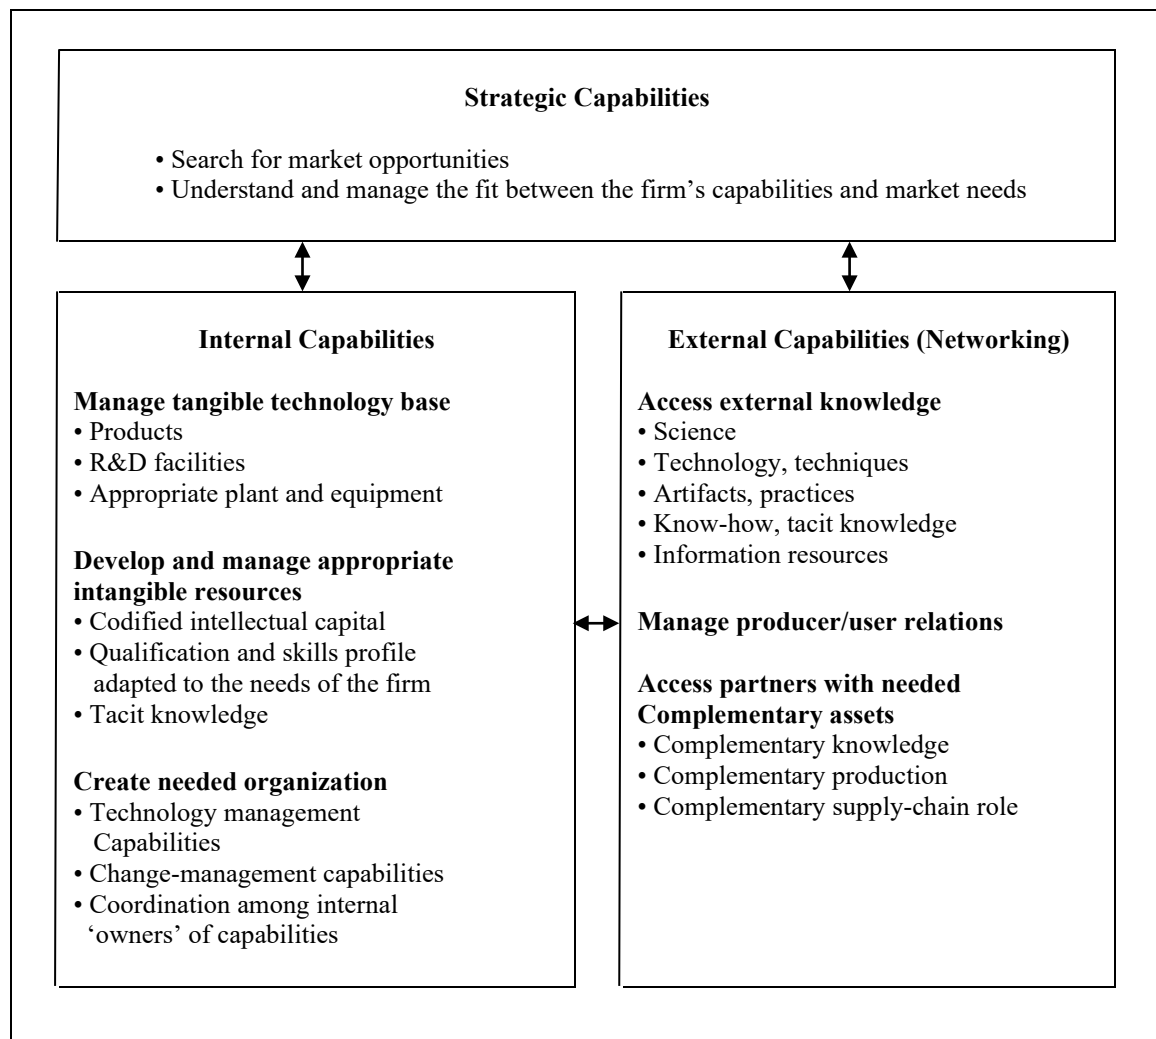 Strategic Capabilities
• Search for market opportunities
• Understand and manage the fit between the firm’s capabilities and market needs
Internal Capabilities
Manage tangible technology base
• Products
• R&D facilities
• Appropriate plant and equipment
Develop and manage appropriate
intangible resources
• Codified intellectual capital
• Qualification and skills profile
adapted to the needs of the firm
• Tacit knowledge
Create needed organization
• Technology management
Capabilities
• Change-management capabilities
• Coordination among internal
‘owners’ of capabilities
External Capabilities (Networking)
Access external knowledge
• Science
• Technology, techniques
• Artifacts, practices
• Know-how, tacit knowledge
• Information resources
Manage producer/user relations
Access partners with needed
Complementary assets
• Complementary knowledge
• Complementary production
• Complementary supply-chain role